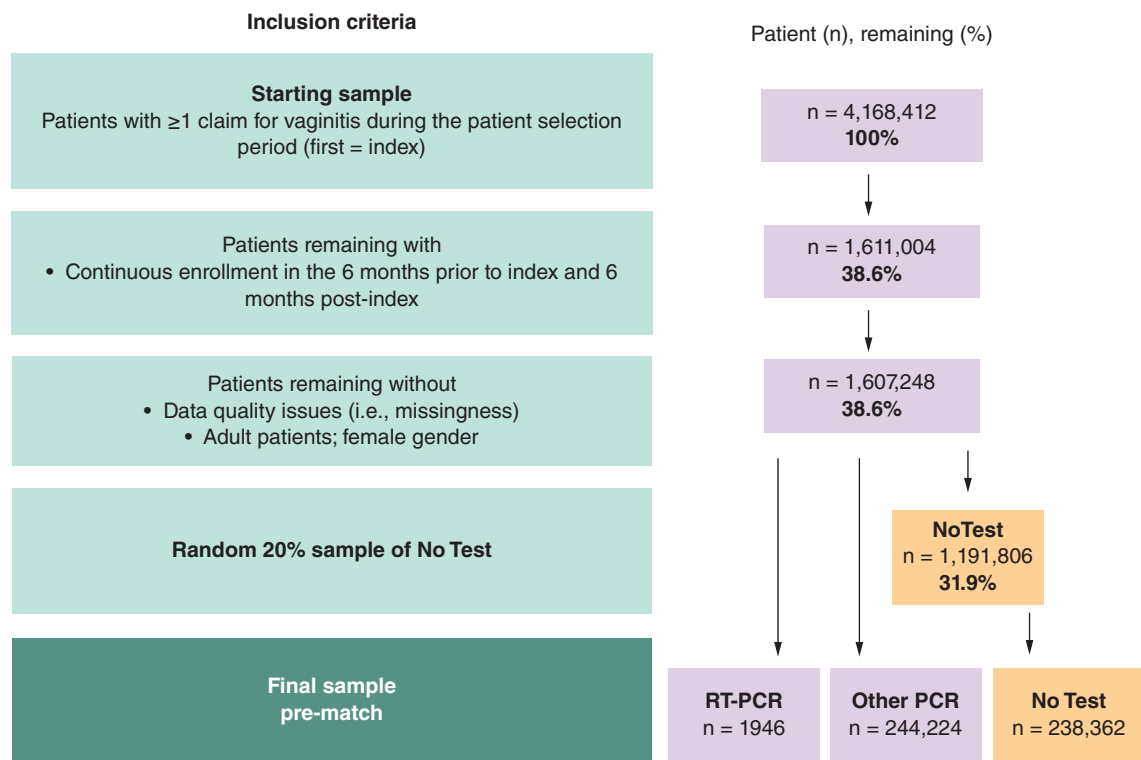 Inclusion criteria
Patient (n), remaining (%)
Starting sample
Patients with ≥1 claim for vaginitis during the patient selection
period (first = index)
n = 4,168,412
100%
Patients remaining with
• Continuous enrollment in the 6 months prior to index and 6
months post-index
n = 1,611,004
38.6%
Patients remaining without
• Data quality issues (i.e., missingness)
• Adult patients; female gender
n = 1,607,248
38.6%
Random 20% sample of No Test
NoTest
n = 1,191,806
31.9%
Final sample
pre-match
RT-PCR
n = 1946
Other PCR
n = 244,224
No Test
n = 238,362